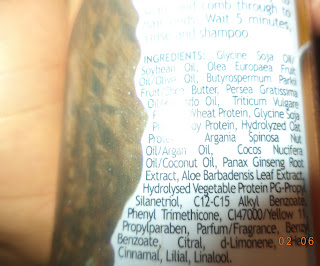 comb through to
Wait 5 minutes,
rinse and shampoo.
INGREDIENTS: Glycine Soja Oil/
Soybean Oil, Olea Europaea Fruit
Oil/Olive Oil, Butyrospermum Parkii
Fruit/Shea Butter, Persea Gratissima
Oil, Triticum Vulgare
Wheat Protein, Glycine Soja
Protein, Hydrolyzed Oat
Argania Spinosa Nut
Oil/Argan Oil, Cocos Nucifera
Oil/Coconut Oil, Panax Ginseng Root
Extract, Aloe Barbadensis Leaf Extract,
Hydrolysed Vegetable Protein PG-Propyl
Silanetriol, C12-C15 Alkyl Benzoate,
Phenyl Trimethicone, CI47000/Yellow 11,
Propylparaben, Parfum/Fragrance, Benzyl
Benzoate, Citral, d-Limonene,
Cinnamal, Lilial, Linalool.
02 06